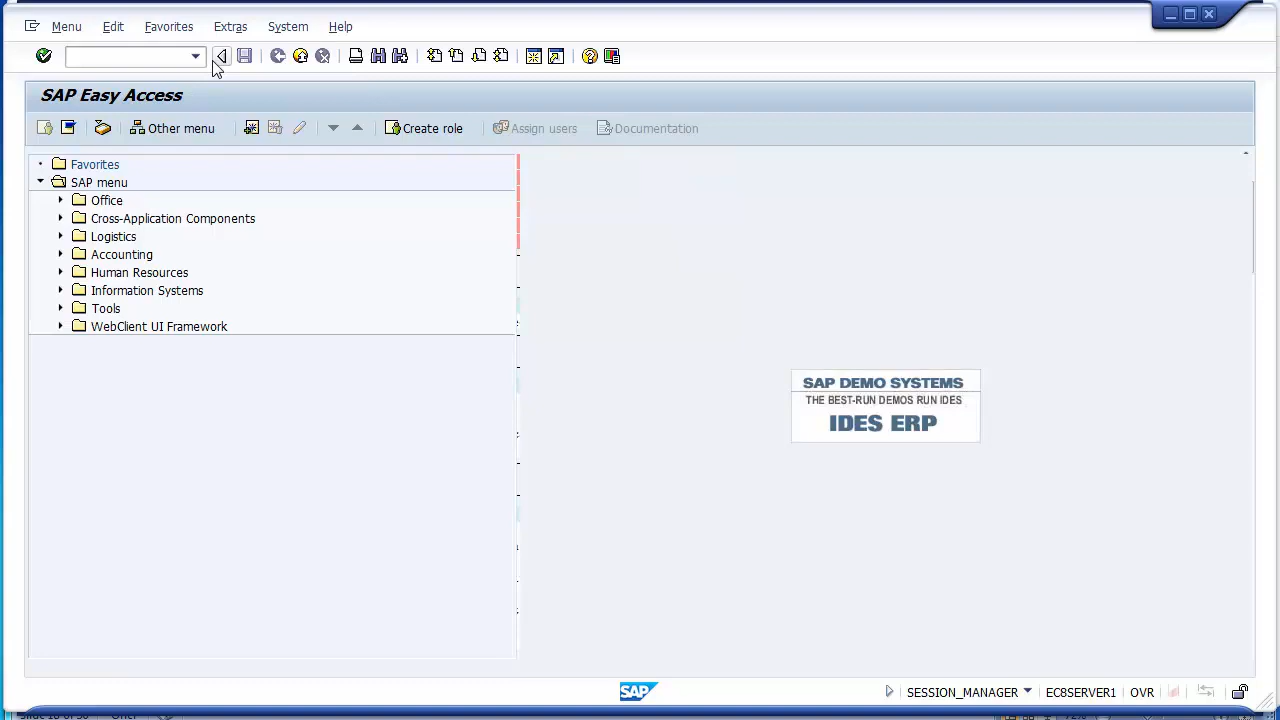 Menu Edit Favorites Extras System Help
SAP Easy Access
Other menu Create role Assign users Documentation
Favorites
SAP menu
Office
Cross-Application Components
Logistics
Accounting
Human Resources
Information Systems
Tools
WebClient UI Framework
SAP DEMO SYSTEMS
THE BEST-RUN DEMOS RUN IDES
IDES ERP
SAP SESSION_MANAGER EC8SERVER1 OVR